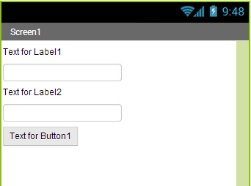 9:48
Screen1
Text for Label1
Text for Label2
Text for Button1